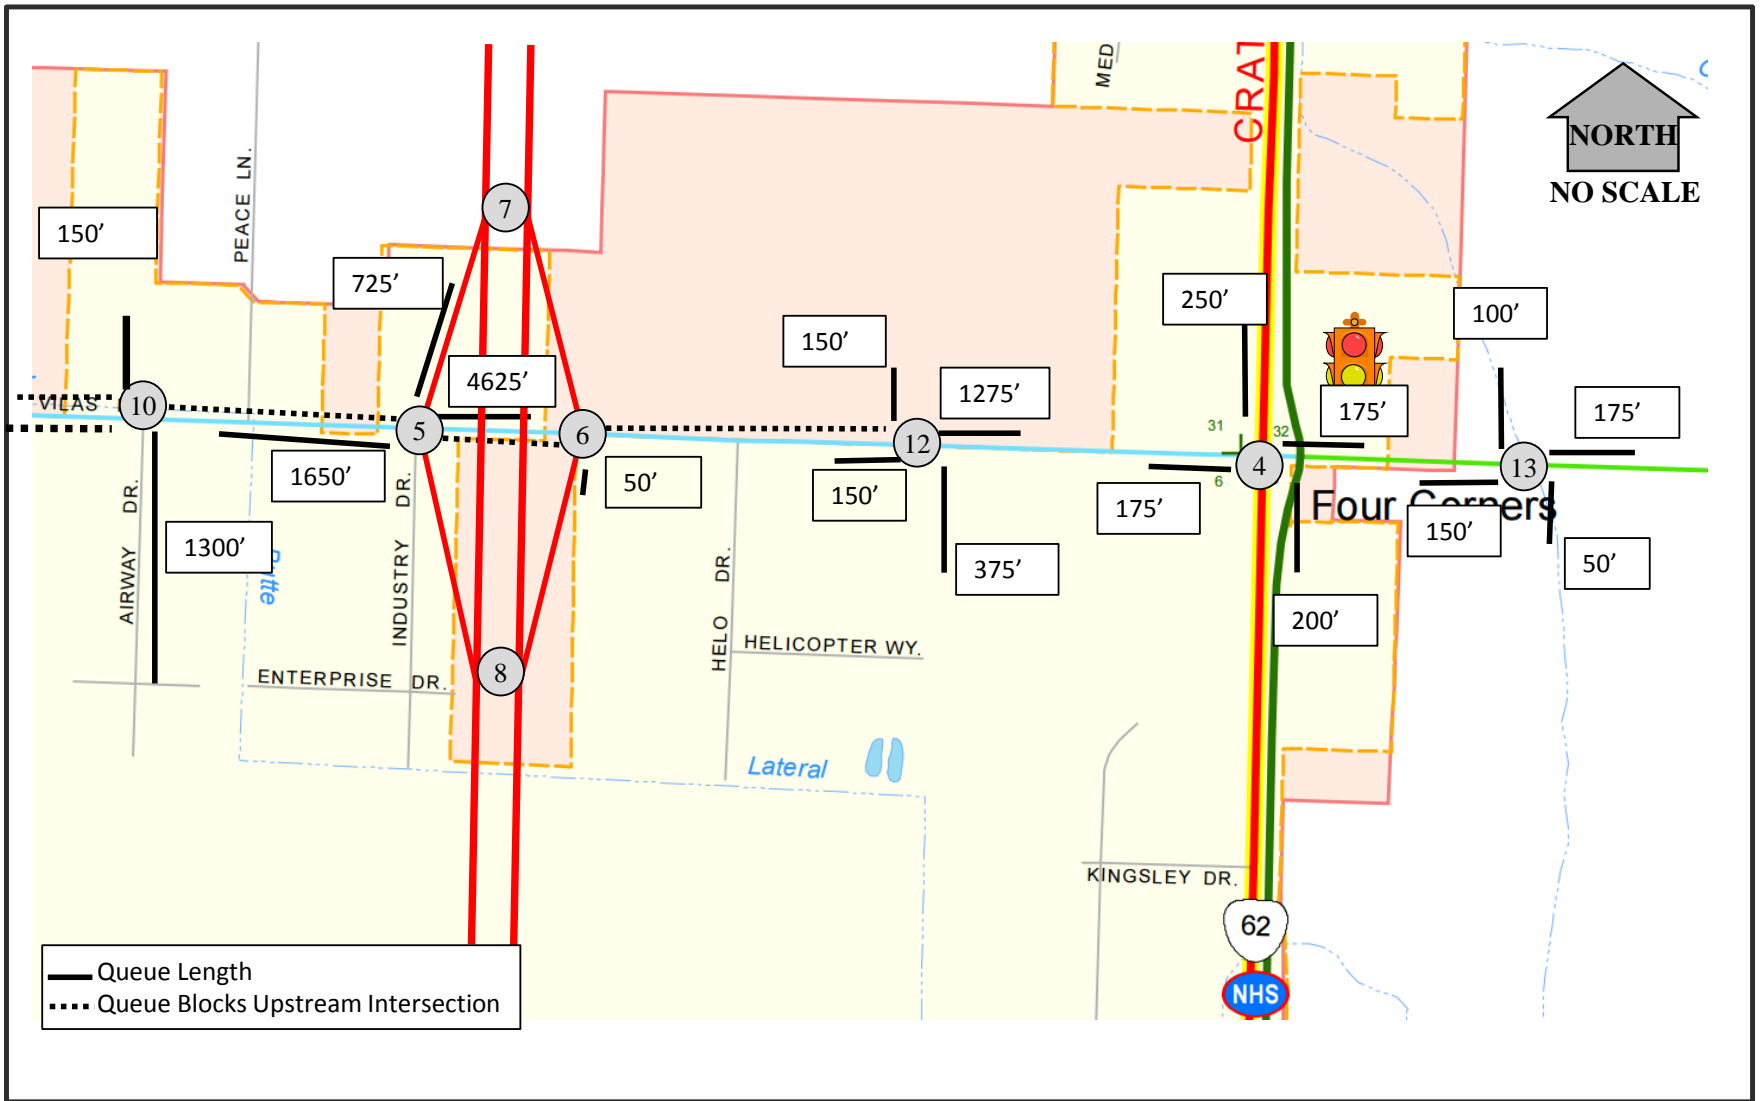 MED
CRAT
NORTH
NO SCALE
PEACE LN.
7
150’
725’
250’
100’
150’
4625’
1275’
175’
175’
VILAS
10
5
6
12
31
32
4
6
13
1650’
50’
150’
175’
Four Corners
150’
AIRWAY DR.
1300’
Butte
INDUSTRY DR.
HELO DR.
375’
50’
200’
HELICOPTER WY.
8
ENTERPRISE DR.
Lateral
KINGSLEY DR.
62
NHS
Queue Length
Queue Blocks Upstream Intersection